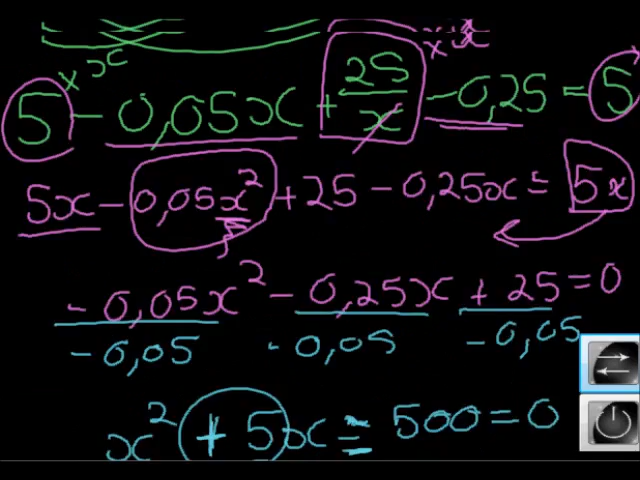 5 - 0,05x + 25/x - 0,25 = 5
5x - 0,05x² + 25 - 0,25x = 5x
- 0,05x² - 0,25x + 25 = 0
- 0,05 - 0,05 - 0,05
x² + 5x - 500 = 0